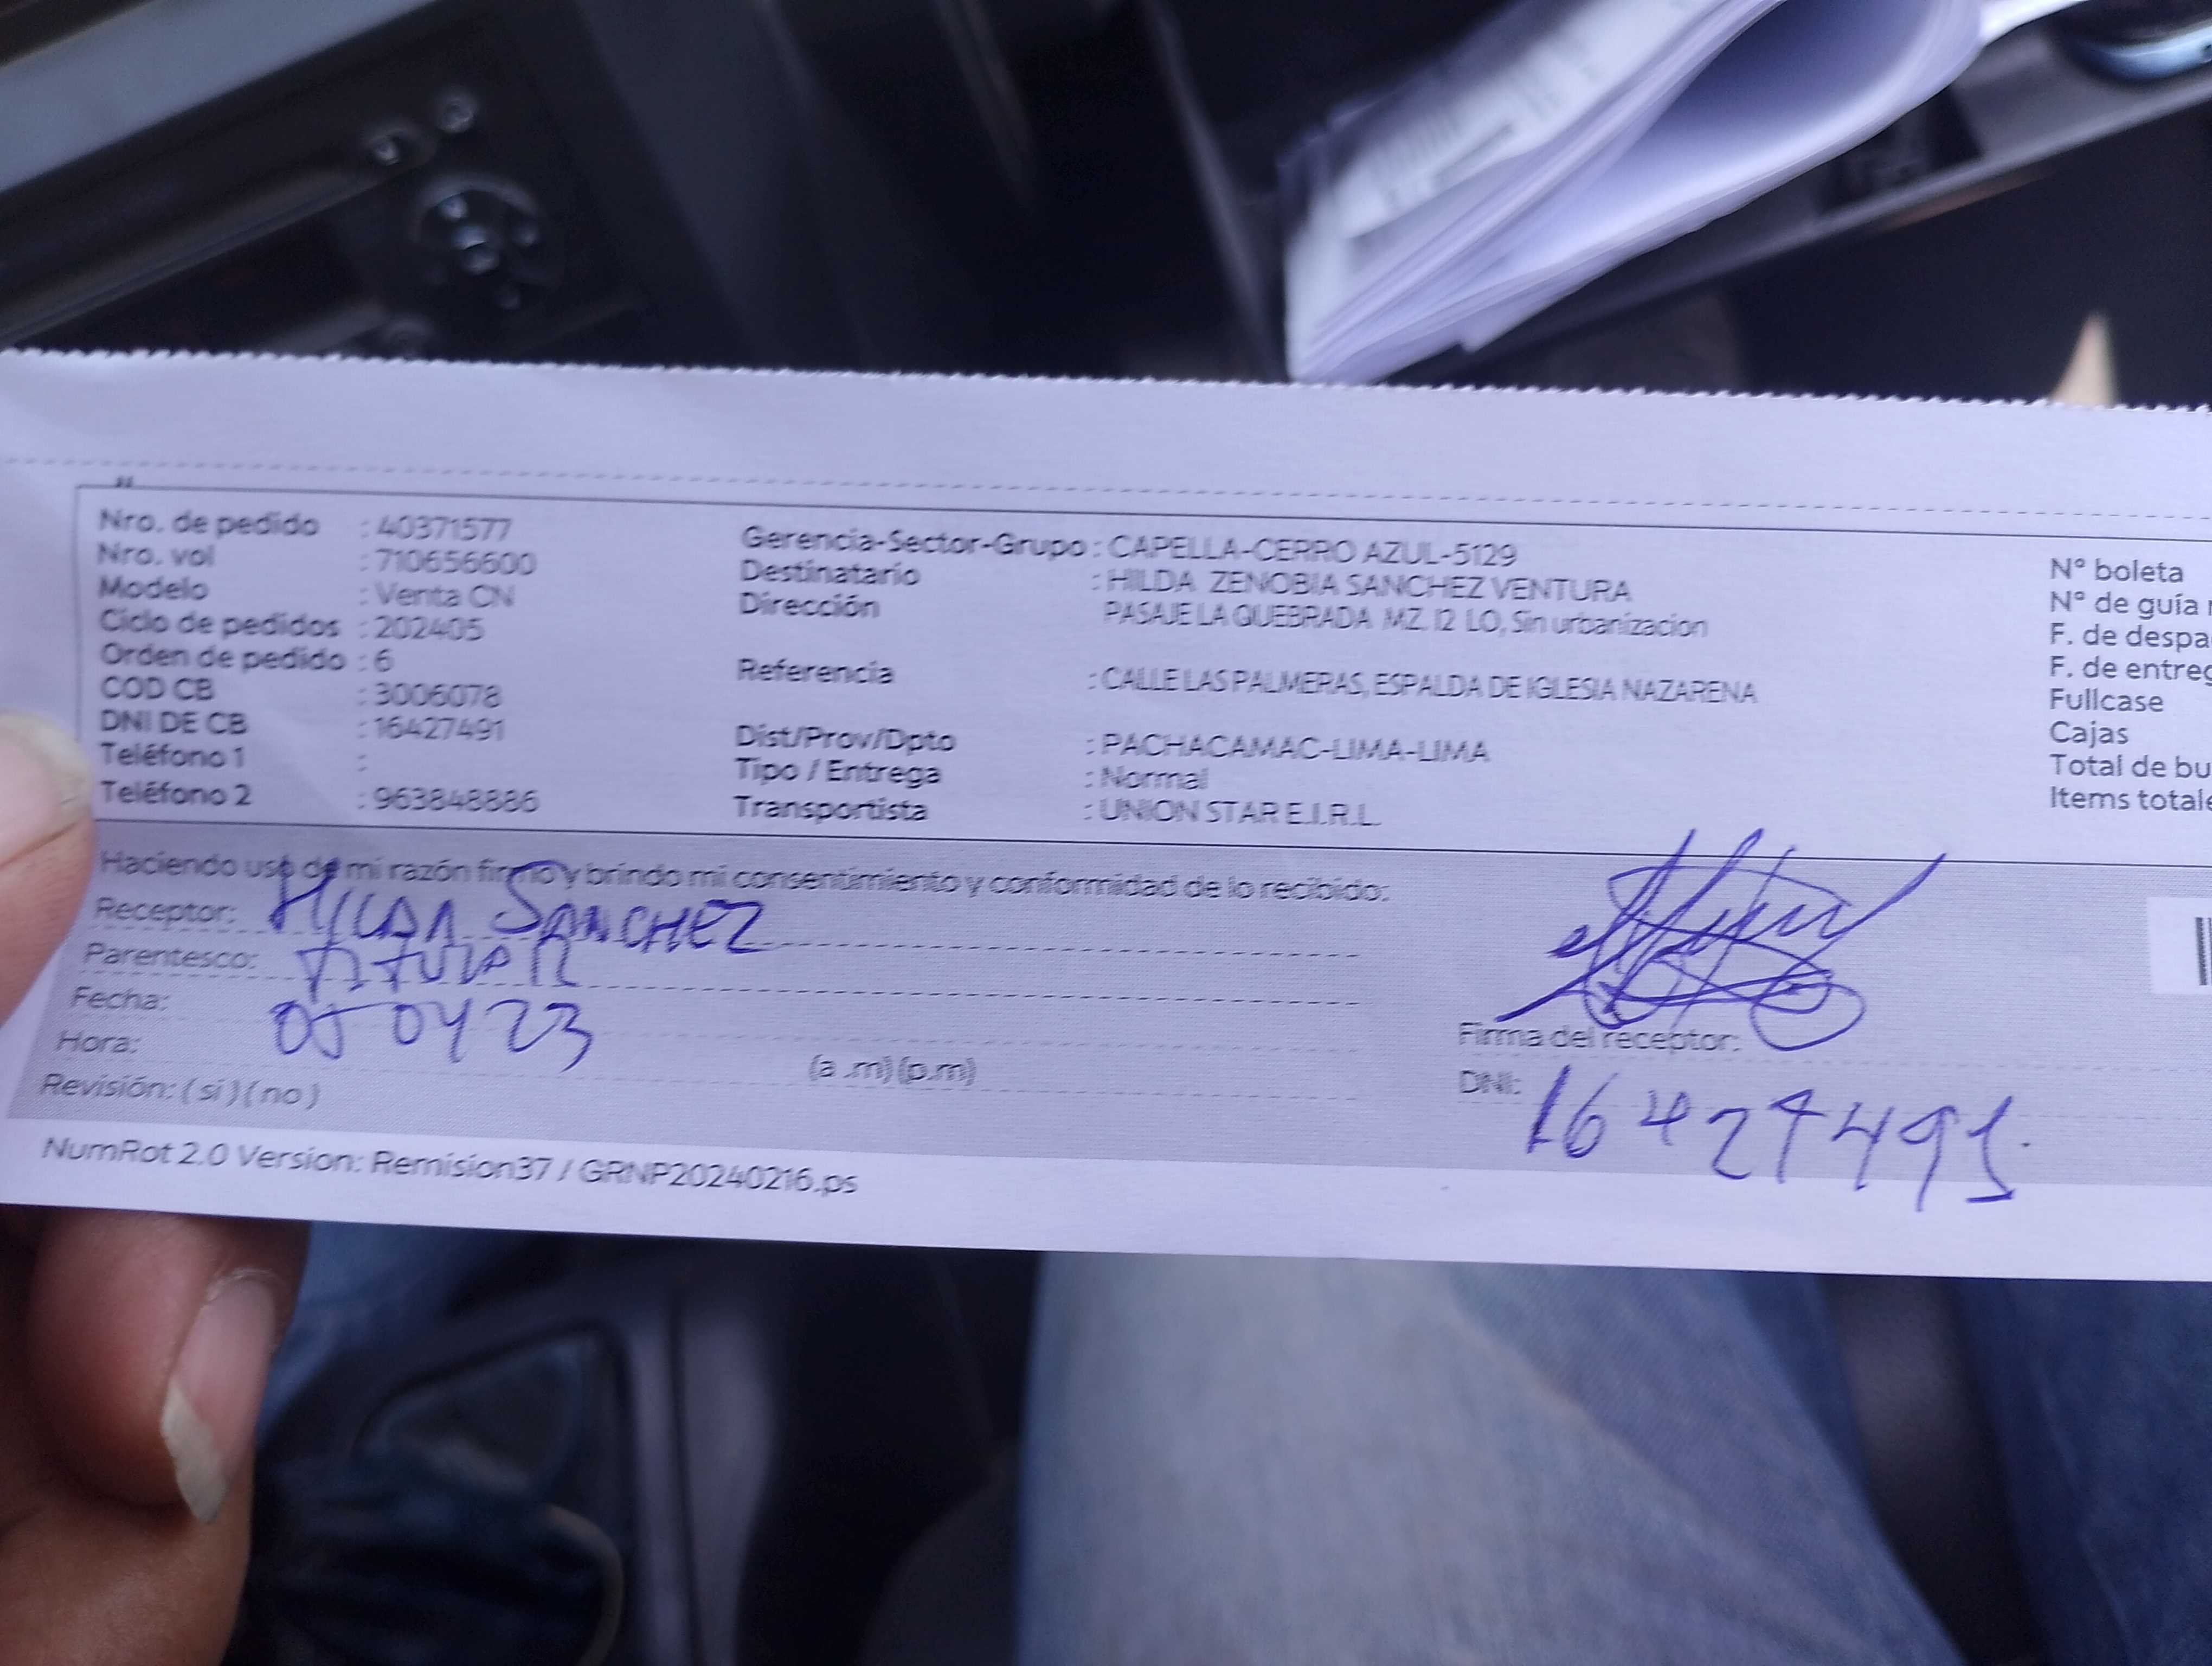 Nro. de pedido : 40371577
Nro. vol : 710656600
Modelo : Venta CN
Ciclo de pedidos : 202405
Orden de pedido : 6
COD CB : 3006078
DNI DE CB : 16427491
Teléfono 1 :
Teléfono 2 : 963848886
Gerencia-Sector-Grupo : CAPELLA-CERRO AZUL-5129
Destinatario : HILDA ZENOBIA SANCHEZ VENTURA
Dirección PASAJE LA QUEBRADA MZ. I2 LO, Sin urbanizacion
Referencia : CALLE LAS PALMERAS, ESPALDA DE IGLESIA NAZARENA
Dist/Prov/Dpto : PACHACAMAC-LIMA-LIMA
Tipo / Entrega : Normal
Transportista : UNION STAR E.I.R.L.
N° boleta
N° de guía
F. de despa
F. de entreg
Fullcase
Cajas
Total de bu
Items totale
Haciendo uso de mi razón firmo y brindo mi consentimiento y conformidad de lo recibido:
Receptor: HILDA SANCHEZ
Parentesco: TITULAR
Fecha: 05 04 23
Hora: (a .m) (p.m)
Revisión: ( si ) ( no )
Firma del receptor:
DNI: 16427491
NumRot 2.0 Version: Remision37 / GRNP20240216.ps